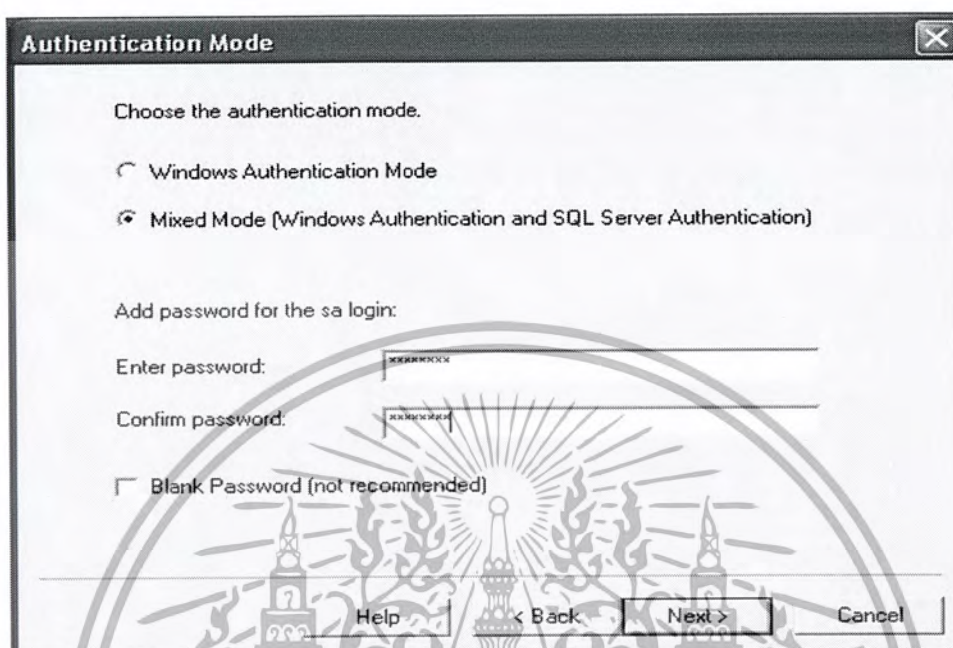 Authentication Mode
Choose the authentication mode.
Windows Authentication Mode
Mixed Mode (Windows Authentication and SQL Server Authentication)
Add password for the sa login:
Enter password: ********
Confirm password: ********
Blank Password (not recommended)
Help < Back Next > Cancel